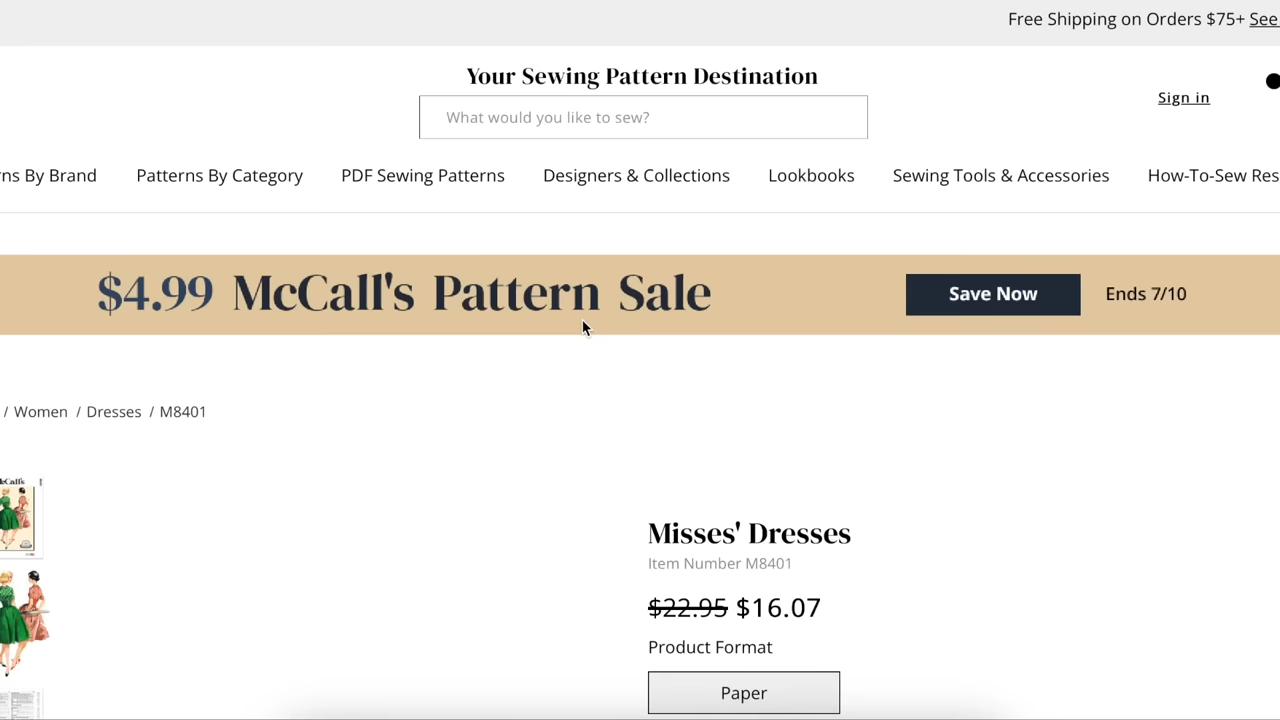 Free Shipping on Orders $75+ See
Your Sewing Pattern Destination
What would you like to sew?
Sign in
ns By Brand
Patterns By Category
PDF Sewing Patterns
Designers & Collections
Lookbooks
Sewing Tools & Accessories
How-To-Sew Res
$4.99 McCall's Pattern Sale
Save Now
Ends 7/10
/ Women / Dresses / M8401
Misses' Dresses
Item Number M8401
$22.95 $16.07
Product Format
Paper